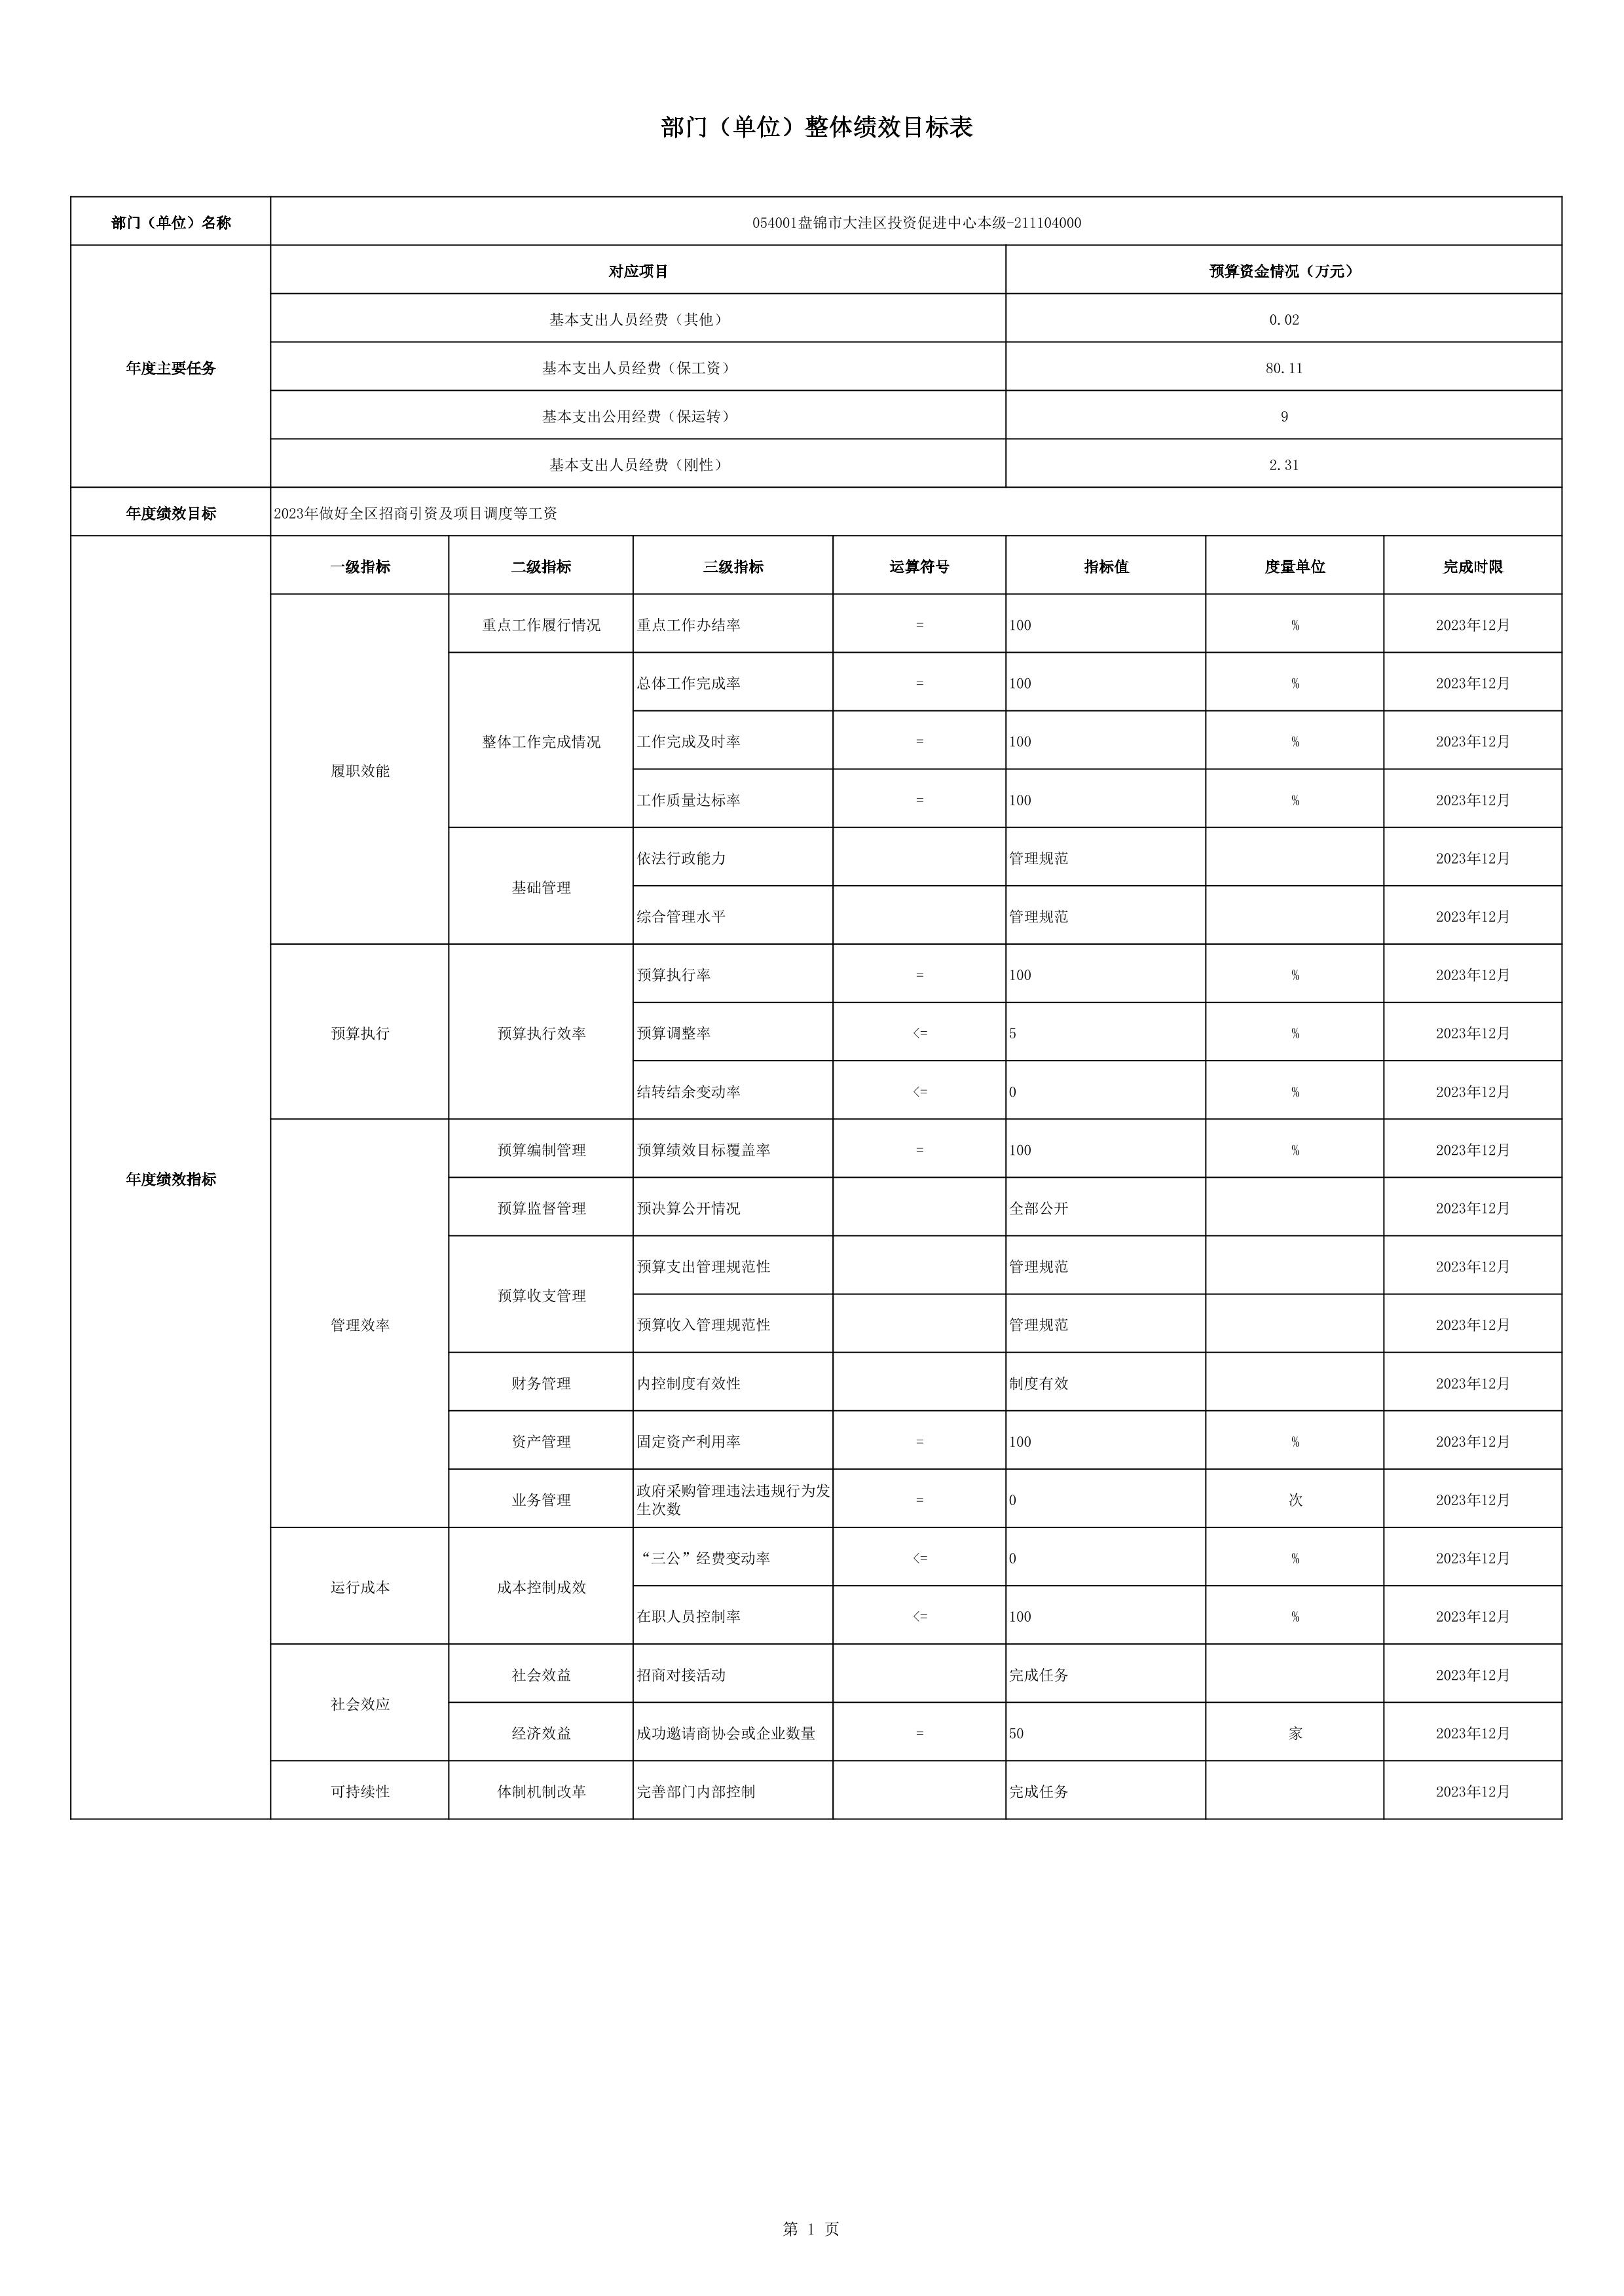 部门（单位）整体绩效目标表
部门（单位）名称 054001盘锦市大洼区投资促进中心本级-211104000
年度主要任务 对应项目 预算资金情况（万元）
基本支出人员经费（其他） 0.02
基本支出人员经费（保工资） 80.11
基本支出公用经费（保运转） 9
基本支出人员经费（刚性） 2.31
年度绩效目标 2023年做好全区招商引资及项目调度等工资
年度绩效指标 一级指标 二级指标 三级指标 运算符号 指标值 度量单位 完成时限
履职效能 重点工作履行情况 重点工作办结率 = 100 % 2023年12月
整体工作完成情况 总体工作完成率 = 100 % 2023年12月
工作完成及时率 = 100 % 2023年12月
工作质量达标率 = 100 % 2023年12月
基础管理 依法行政能力 管理规范 2023年12月
综合管理水平 管理规范 2023年12月
预算执行 预算执行效率 预算执行率 = 100 % 2023年12月
预算调整率 <= 5 % 2023年12月
结转结余变动率 <= 0 % 2023年12月
管理效率 预算编制管理 预算绩效目标覆盖率 = 100 % 2023年12月
预算监督管理 预决算公开情况 全部公开 2023年12月
预算收支管理 预算支出管理规范性 管理规范 2023年12月
预算收入管理规范性 管理规范 2023年12月
财务管理 内控制度有效性 制度有效 2023年12月
资产管理 固定资产利用率 = 100 % 2023年12月
业务管理 政府采购管理违法违规行为发
生次数 = 0 次 2023年12月
运行成本 成本控制成效 “三公”经费变动率 <= 0 % 2023年12月
在职人员控制率 <= 100 % 2023年12月
社会效应 社会效益 招商对接活动 完成任务 2023年12月
经济效益 成功邀请商协会或企业数量 = 50 家 2023年12月
可持续性 体制机制改革 完善部门内部控制 完成任务 2023年12月
第 1 页